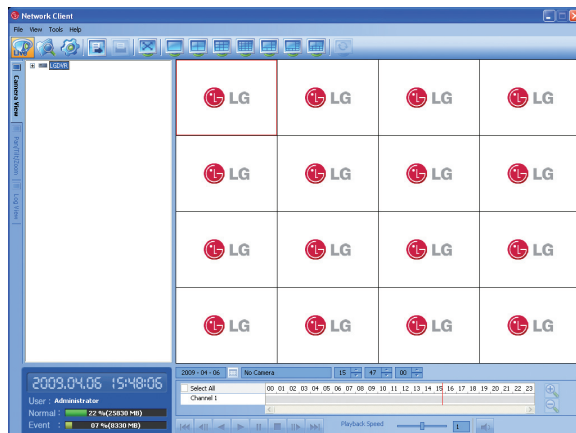 Network Client
File View Tools Help
Live
Camera View
Pan/Tilt/Zoom
Log View
LGDVR
LG LG LG LG
LG LG LG LG
LG LG LG LG
LG LG LG LG
2009 - 04 - 06 No Camera 15 47 00
Select All 00 01 02 03 04 05 06 07 08 09 10 11 12 13 14 15 16 17 18 19 20 21 22 23
Channel 1
2009.04.06 15:48:06
User : Administrator
Normal : 22 %(25830 MB)
Event : 07 %(8330 MB)
Playback Speed 1